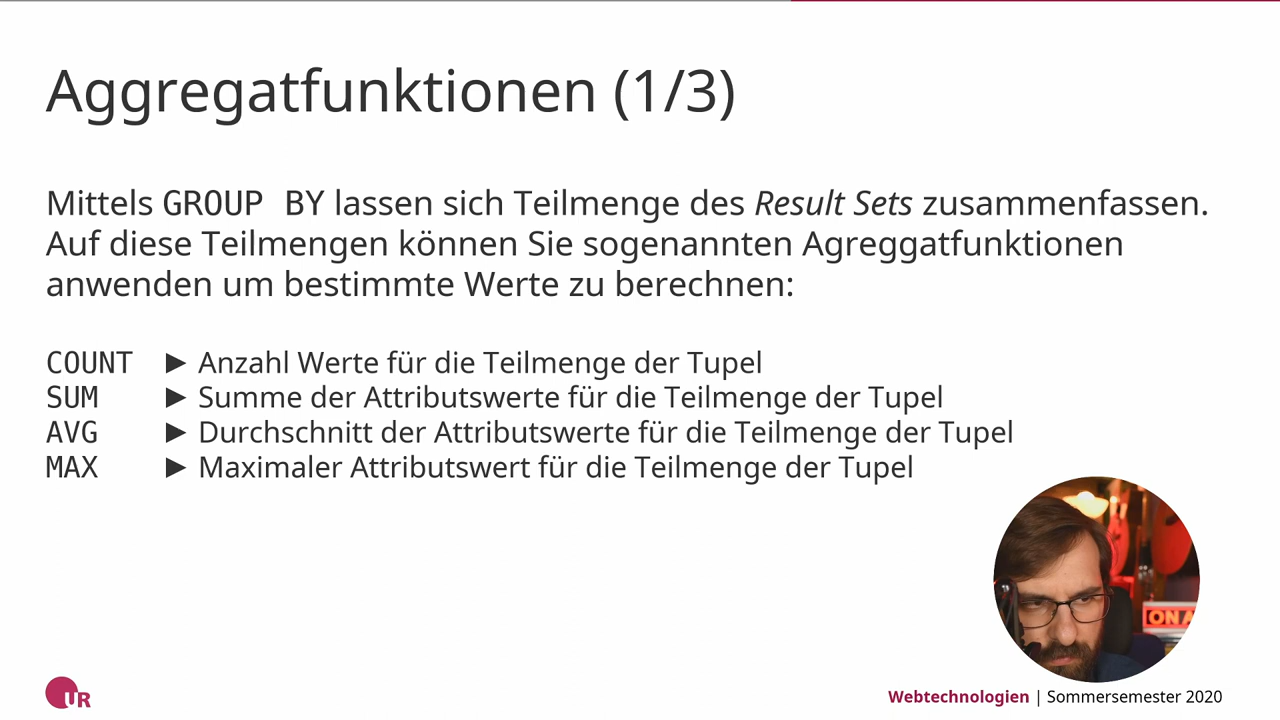 Aggregatfunktionen (1/3)
Mittels GROUP BY lassen sich Teilmenge des Result Sets zusammenfassen.
Auf diese Teilmengen können Sie sogenannten Agreggatfunktionen
anwenden um bestimmte Werte zu berechnen:
COUNT ► Anzahl Werte für die Teilmenge der Tupel
SUM ► Summe der Attributswerte für die Teilmenge der Tupel
AVG ► Durchschnitt der Attributswerte für die Teilmenge der Tupel
MAX ► Maximaler Attributswert für die Teilmenge der Tupel
ON A
UR
Webtechnologien | Sommersemester 2020